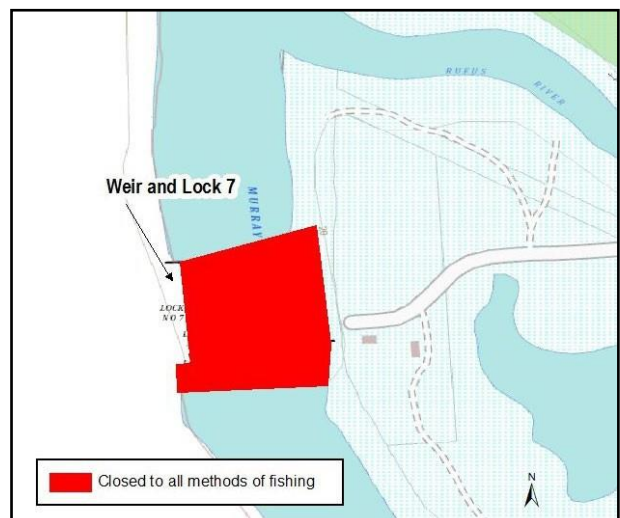 RUFUS
RIVER
Weir and Lock 7
MURRAY
LOCK
NO 7
Closed to all methods of fishing
N